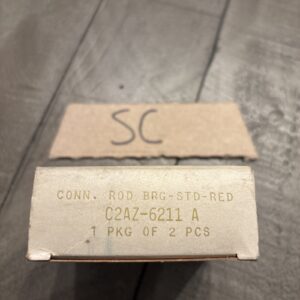 SC
CONN. ROD BRG-STD-RED
C2AZ-6211 A
1 PKG OF 2 PCS